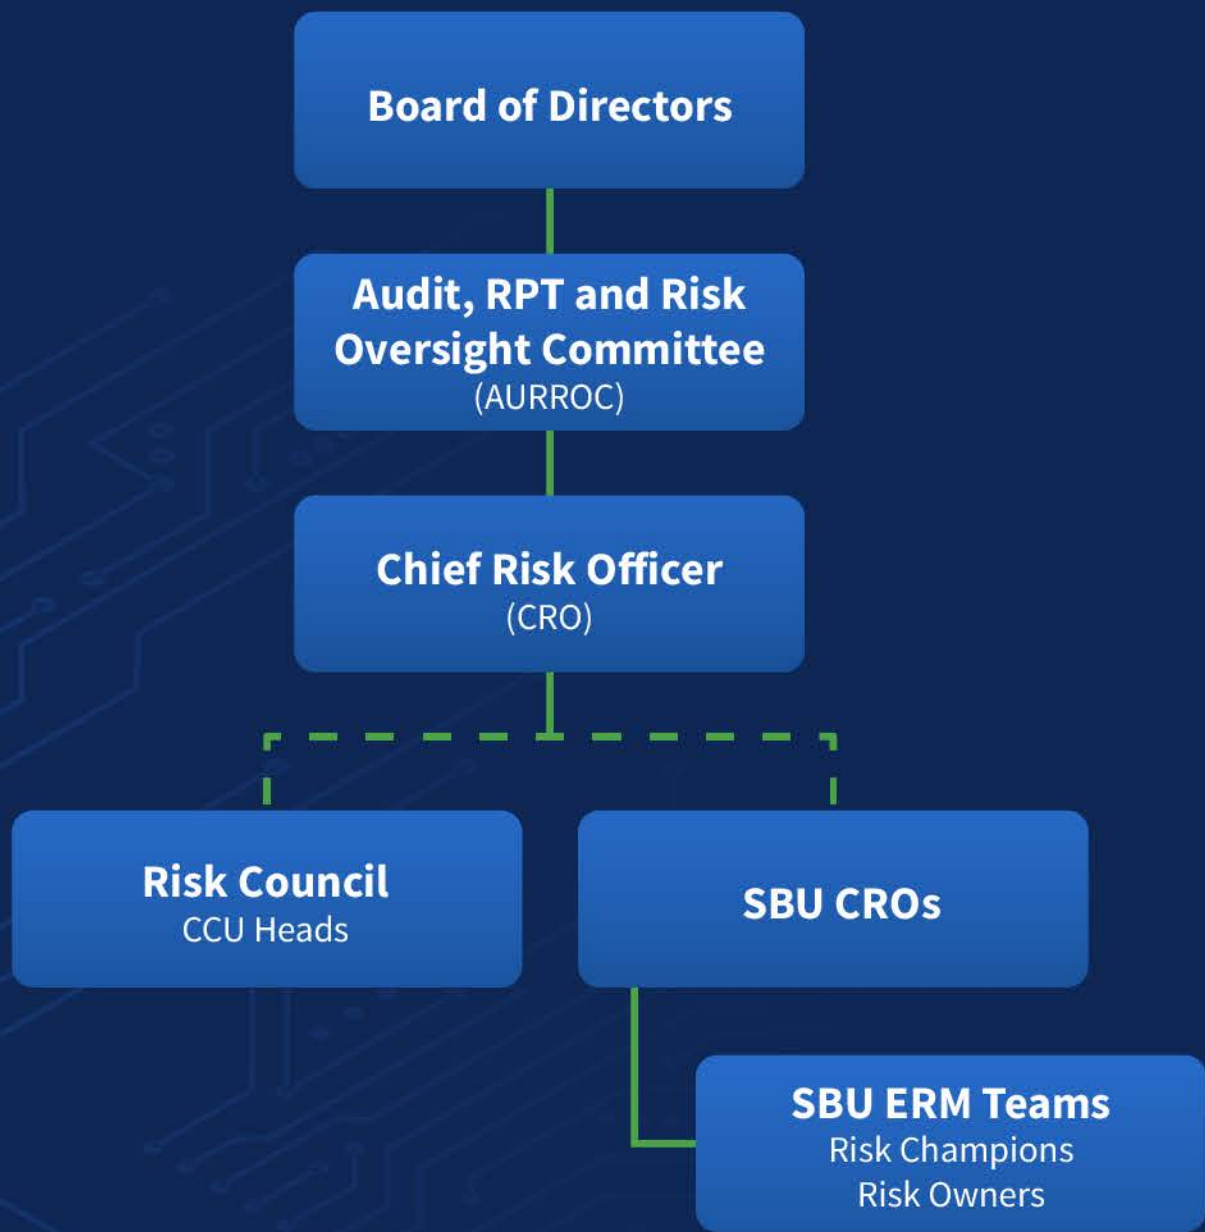 Board of Directors
Audit, RPT and Risk
Oversight Committee
(AURROC)
Chief Risk Officer
(CRO)
Risk Council
CCU Heads
SBU CROs
SBU ERM Teams
Risk Champions
Risk Owners